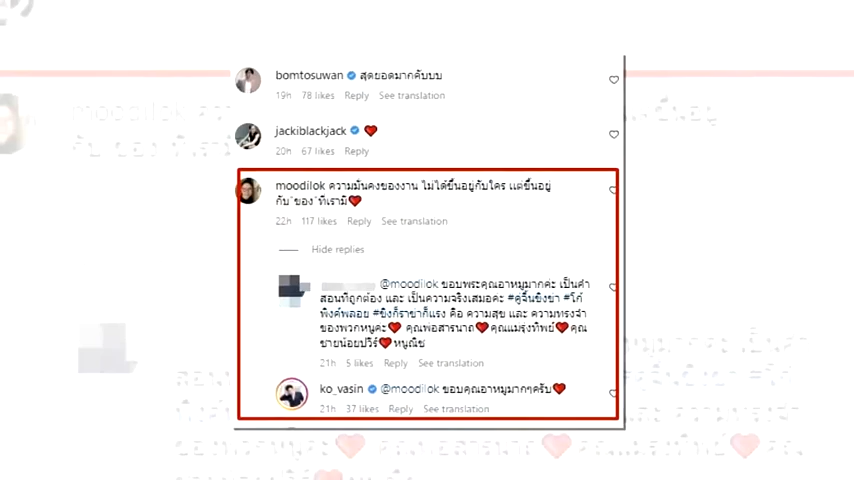 bomtosuwan สุดยอดมากคับบบ
19h 78 likes Reply See translation
jackiblackjack ❤
20h 67 likes Reply
moodilok ความมั่นคงของงาน ไม่ได้ขึ้นอยู่กับใคร แต่ขึ้นอยู่
กับ"ของ"ที่เรามี❤
22h 117 likes Reply See translation
Hide replies
@moodilok ขอบพระคุณอาหมูมากค่ะ เป็นคำ
สอนที่ถูกต้อง และ เป็นความจริงเสมอค่ะ #คู่จิ้นขิงข่า #โก้
พิงค์พลอย #ขิงก็ราข่าก็แรง คือ ความสุข และ ความทรงจำ
ของพวกหนูค่ะ❤ คุณพ่อสารนาถ❤คุณแม่รุ่งทิพย์❤คุณ
ชายน้อยปวีร์❤หนูณิช
21h 5 likes Reply See translation
ko_vasin @moodilok ขอบคุณอาหมูมากๆครับ❤
21h 37 likes Reply See translation